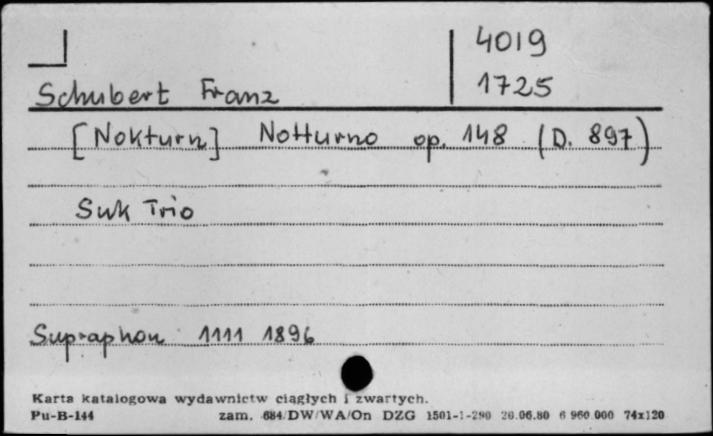 4019
1725
Schubert Franz
[Nokturn] Notturno op. 148 (D. 897)
Suk Trio
Supraphon 1111 1896
Karta katalogowa wydawnictw ciągłych i zwartych.
Pu-B-144 zam. 684/DW/WA/On DZG 1501-1-290 26.06.80 6 960 000 74x120